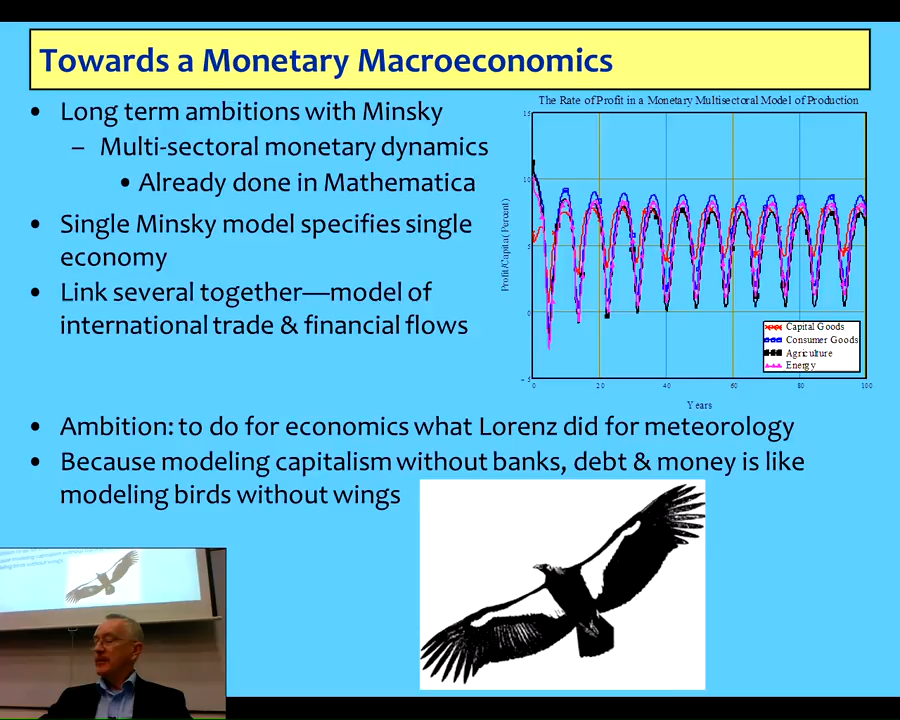 Towards a Monetary Macroeconomics
• Long term ambitions with Minsky
– Multi-sectoral monetary dynamics
• Already done in Mathematica
• Single Minsky model specifies single
economy
• Link several together—model of
international trade & financial flows
The Rate of Profit in a Monetary Multisectoral Model of Production
Profit/Capital (Percent)
15
10
5
0
– 5
0 20 40 60 80 100
Years
Capital Goods
Consumer Goods
Agriculture
Energy
• Ambition: to do for economics what Lorenz did for meteorology
• Because modeling capitalism without banks, debt & money is like
modeling birds without wings